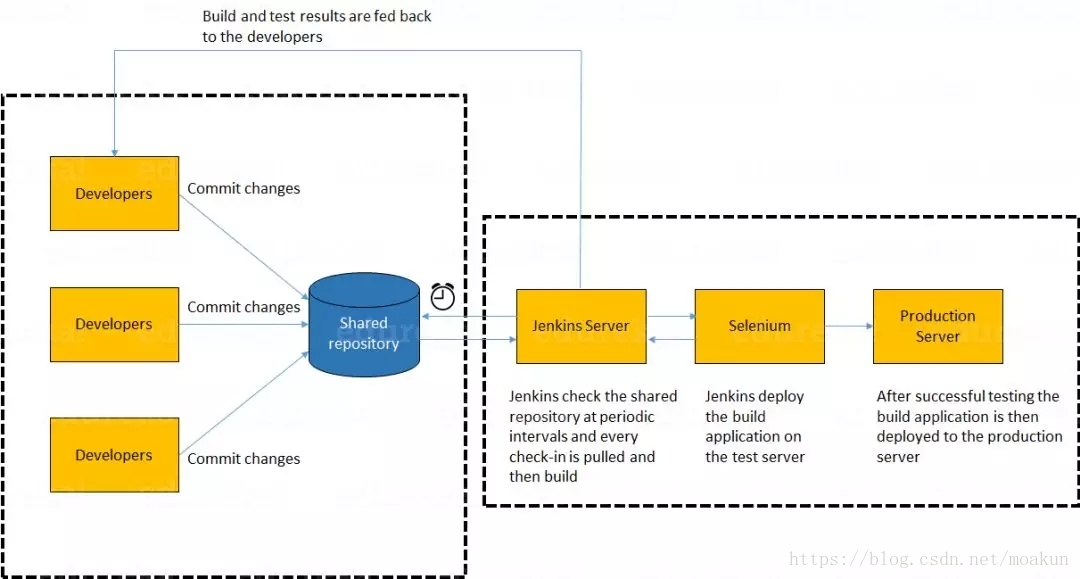 Build and test results are fed back
to the developers
Developers
Commit changes
Developers
Commit changes
Shared
repository
Developers
Commit changes
Jenkins Server
Selenium
Production
Server
Jenkins check the shared
repository at periodic
intervals and every
check-in is pulled and
then build
Jenkins deploy
the build
application on
the test server
After successful testing the
build application is then
deployed to the production
server
https://blog.csdn.net/moakun